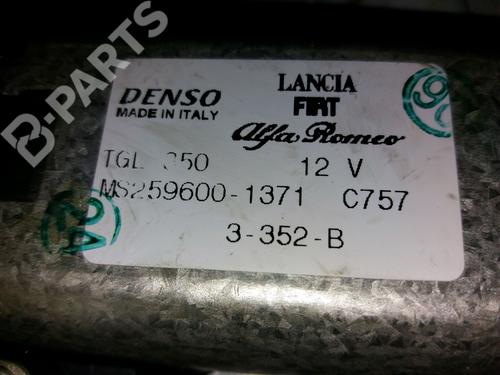 B-PARTS
DENSO
MADE IN ITALY
LANCIA
FIAT
Alfa Romeo
TGL 350 12 V
MS259600-1371 C757
3-352-B